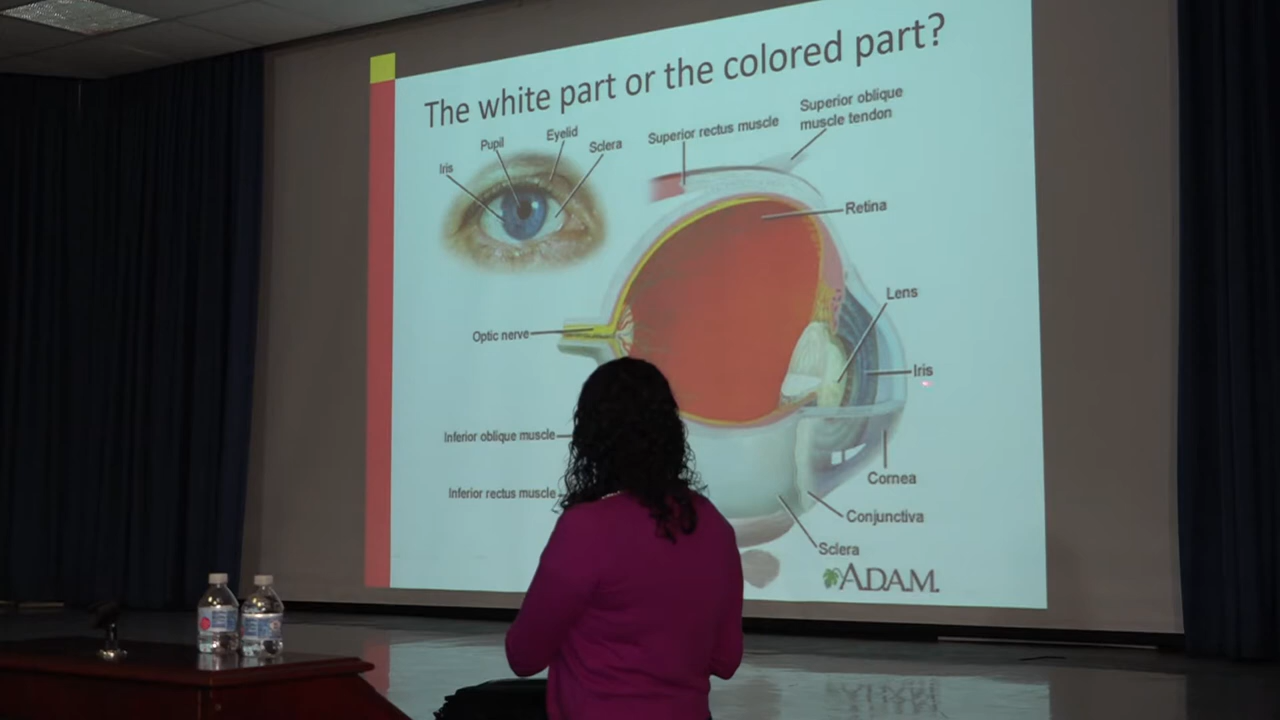 The white part or the colored part?
Superior oblique
muscle tendon
Superior rectus muscle
Eyelid
Pupil
Sclera
Iris
Retina
Lens
Optic nerve
Iris
Inferior oblique muscle
Cornea
Inferior rectus muscle
Conjunctiva
Sclera
ADAM.